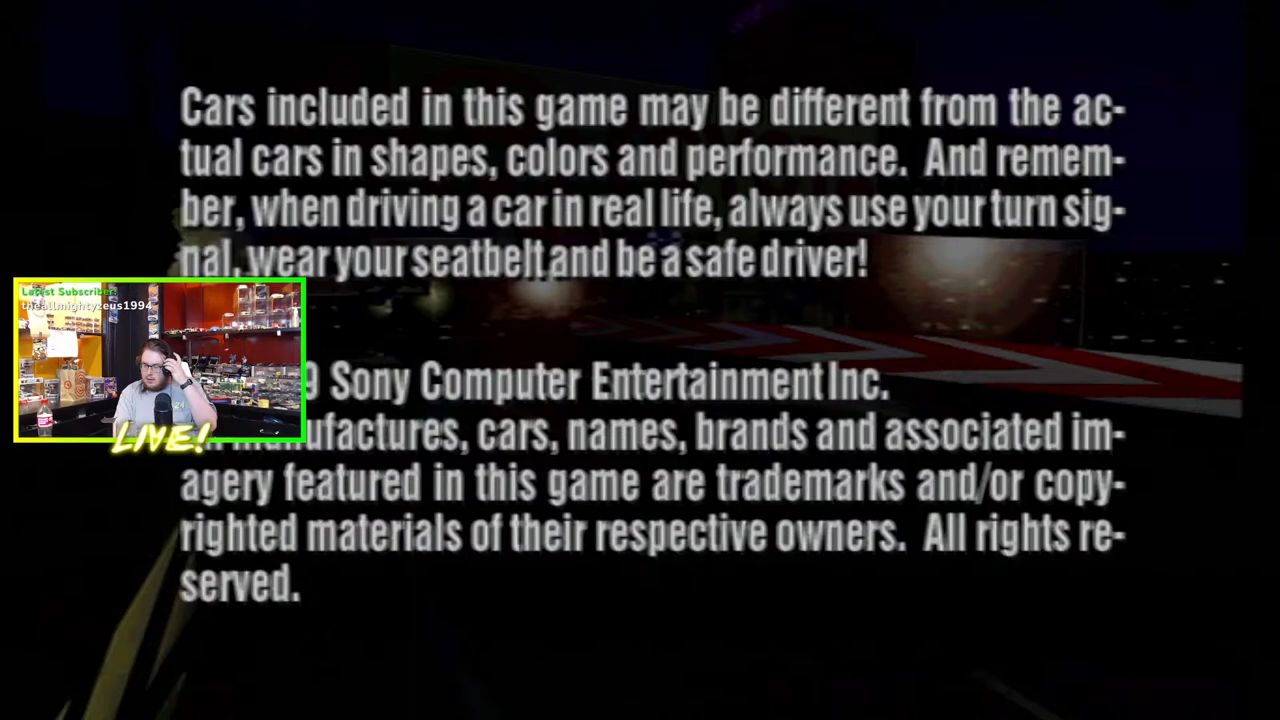 Cars included in this game may be different from the ac-
tual cars in shapes, colors and performance. And remem-
ber, when driving a car in real life, always use your turn sig-
nal, wear your seatbelt and be a safe driver!
Latest Subscriber:
theallmightyzeus1994
LIVE!
9 Sony Computer Entertainment Inc.
manufactures, cars, names, brands and associated im-
agery featured in this game are trademarks and/or copy-
righted materials of their respective owners. All rights re-
served.